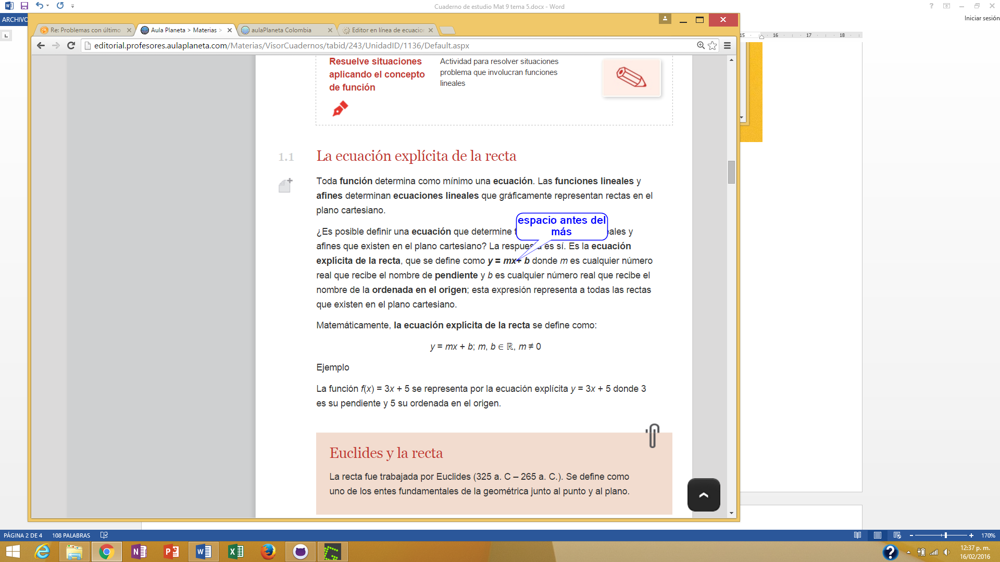 Cuaderno de estudio Mat 9 tema 5.docx - Word
ARCHIVO
Iniciar sesión
15 16 17 18
Re: Problemas con último
Aula Planeta > Materias >
aulaPlaneta Colombia
Editor en línea de ecuacion
editorial.profesores.aulaplaneta.com/Materias/VisorCuadernos/tabid/243/UnidadID/1136/Default.aspx
Resuelve situaciones
aplicando el concepto
de función
Actividad para resolver situaciones
problema que involucran funciones
lineales
1.1 La ecuación explícita de la recta
Toda función determina como mínimo una ecuación. Las funciones lineales y
afines determinan ecuaciones lineales que gráficamente representan rectas en el
plano cartesiano.
espacio antes del
más
¿Es posible definir una ecuación que determine t eales y
afines que existen en el plano cartesiano? La respuesta es sí. Es la ecuación
explícita de la recta, que se define como y = mx+ b donde m es cualquier número
real que recibe el nombre de pendiente y b es cualquier número real que recibe el
nombre de la ordenada en el origen; esta expresión representa a todas las rectas
que existen en el plano cartesiano.
Matemáticamente, la ecuación explícita de la recta se define como:
y = mx + b; m, b ∈ ℝ, m ≠ 0
Ejemplo
La función f(x) = 3x + 5 se representa por la ecuación explícita y = 3x + 5 donde 3
es su pendiente y 5 su ordenada en el origen.
Euclides y la recta
La recta fue trabajada por Euclides (325 a. C – 265 a. C.). Se define como
uno de los entes fundamentales de la geométrica junto al punto y al plano.
PÁGINA 2 DE 4 108 PALABRAS
170%
12:37 p. m.
16/02/2016